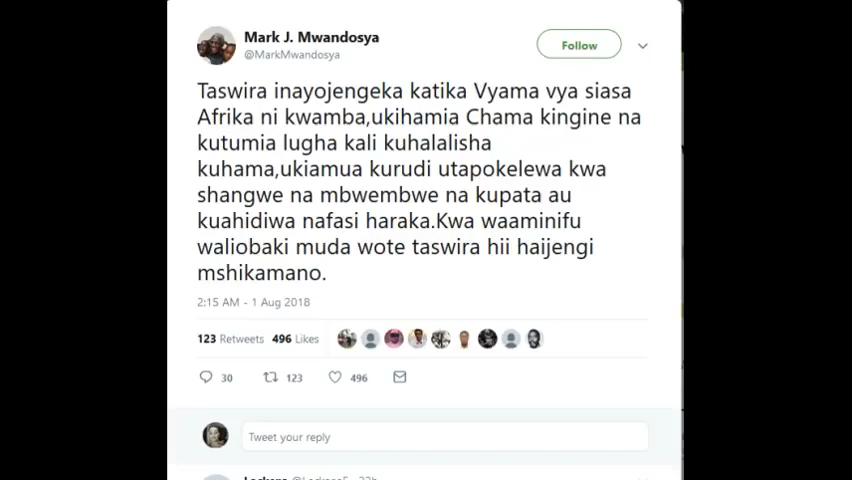 Mark J. Mwandosya
@MarkMwandosya
Follow
Taswira inayojengeka katika Vyama vya siasa
Afrika ni kwamba,ukihamia Chama kingine na
kutumia lugha kali kuhalalisha
kuhama,ukiamua kurudi utapokelewa kwa
shangwe na mbwembwe na kupata au
kuahidiwa nafasi haraka.Kwa waaminifu
waliobaki muda wote taswira hii haijengi
mshikamano.
2:15 AM - 1 Aug 2018
123 Retweets 496 Likes
30 123 496
Tweet your reply